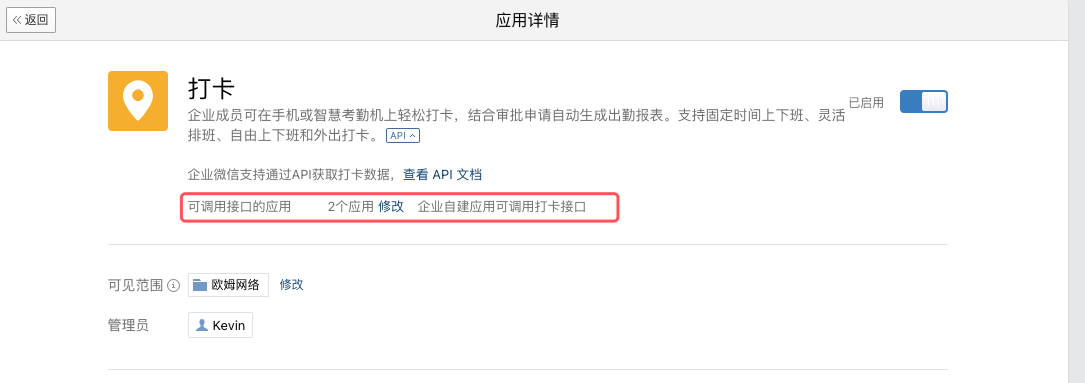 返回
应用详情
打卡
企业成员可在手机或智慧考勤机上轻松打卡，结合审批申请自动生成出勤报表。支持固定时间上下班、灵活
已启用
排班、自由上下班和外出打卡。 API
企业微信支持通过API获取打卡数据，查看 API 文档
可调用接口的应用 2个应用 修改 企业自建应用可调用打卡接口
可见范围 欧姆网络 修改
管理员 Kevin